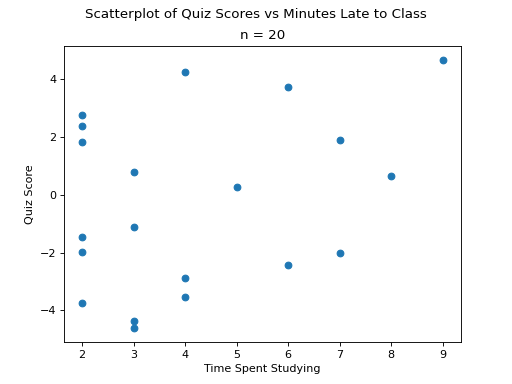 Scatterplot of Quiz Scores vs Minutes Late to Class
n = 20
4
2
0
−2
−4
Quiz Score
2 3 4 5 6 7 8 9
Time Spent Studying